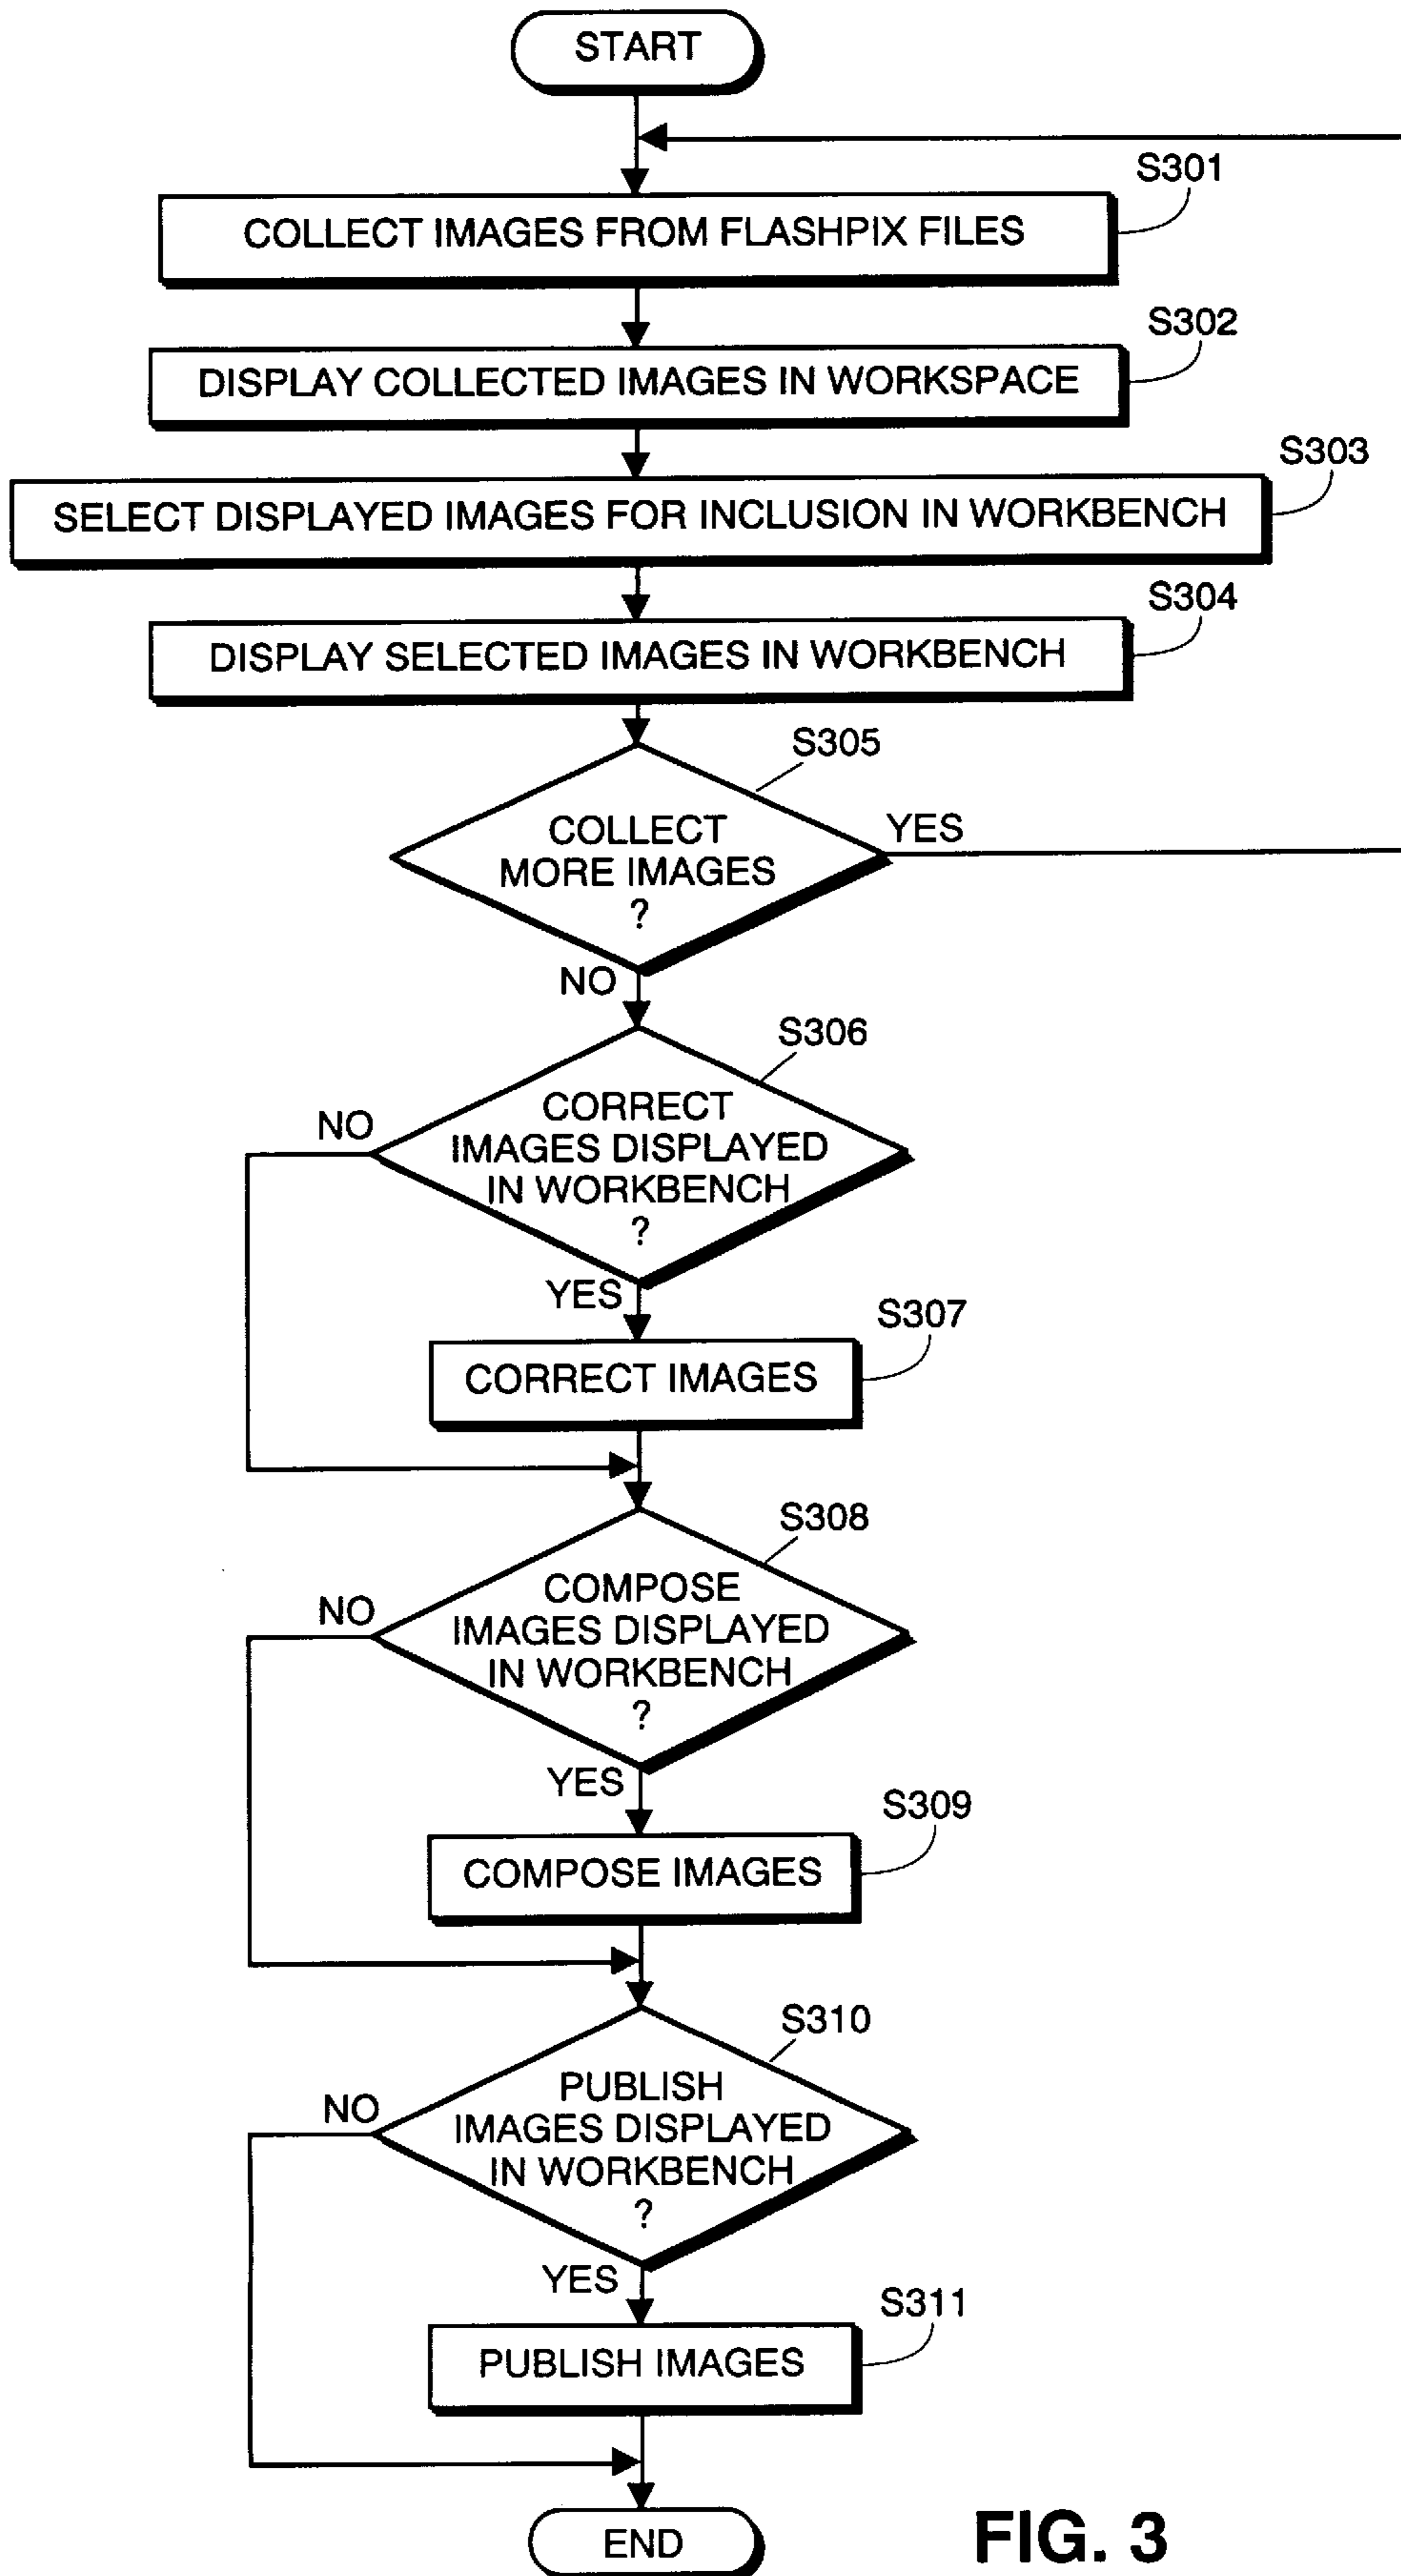 START
S301
COLLECT IMAGES FROM FLASHPIX FILES
S302
DISPLAY COLLECTED IMAGES IN WORKSPACE
S303
SELECT DISPLAYED IMAGES FOR INCLUSION IN WORKBENCH
S304
DISPLAY SELECTED IMAGES IN WORKBENCH
S305
COLLECT
MORE IMAGES
?
YES
NO
S306
CORRECT
IMAGES DISPLAYED
IN WORKBENCH
?
NO
YES
S307
CORRECT IMAGES
S308
COMPOSE
IMAGES DISPLAYED
IN WORKBENCH
?
NO
YES
S309
COMPOSE IMAGES
S310
PUBLISH
IMAGES DISPLAYED
IN WORKBENCH
?
NO
YES
S311
PUBLISH IMAGES
END
FIG. 3